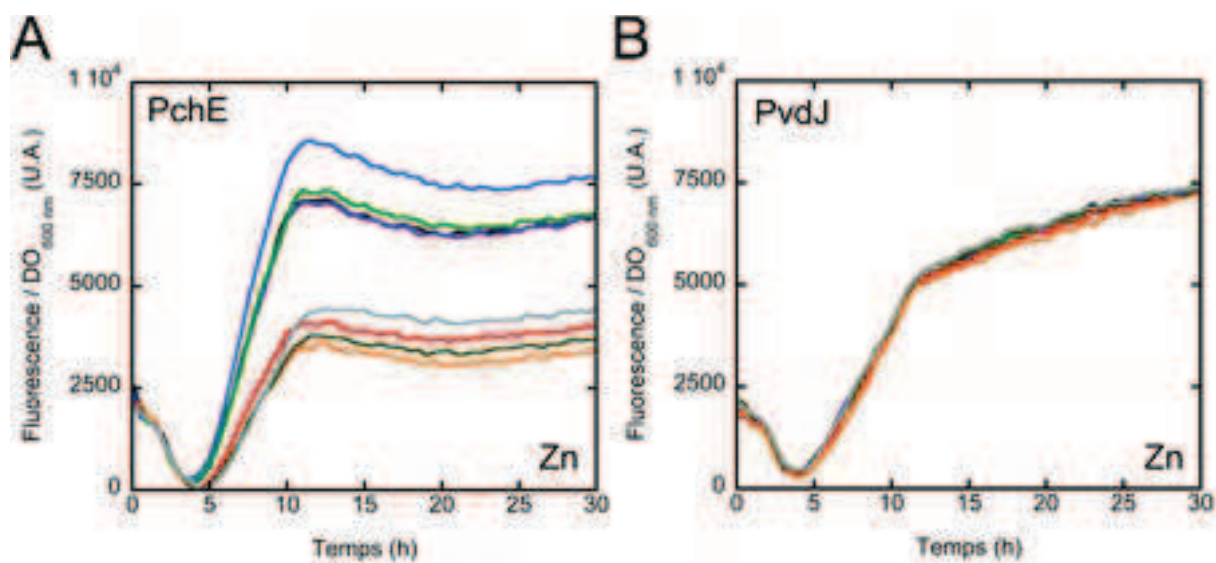 A
B
1 10⁴
7500
5000
2500
0
Fluorescence / DO600 nm (U.A.)
PchE
Zn
0 5 10 15 20 25 30
Temps (h)
1 10⁴
7500
5000
2500
0
Fluorescence / DO600 nm (U.A.)
PvdJ
Zn
0 5 10 15 20 25 30
Temps (h)